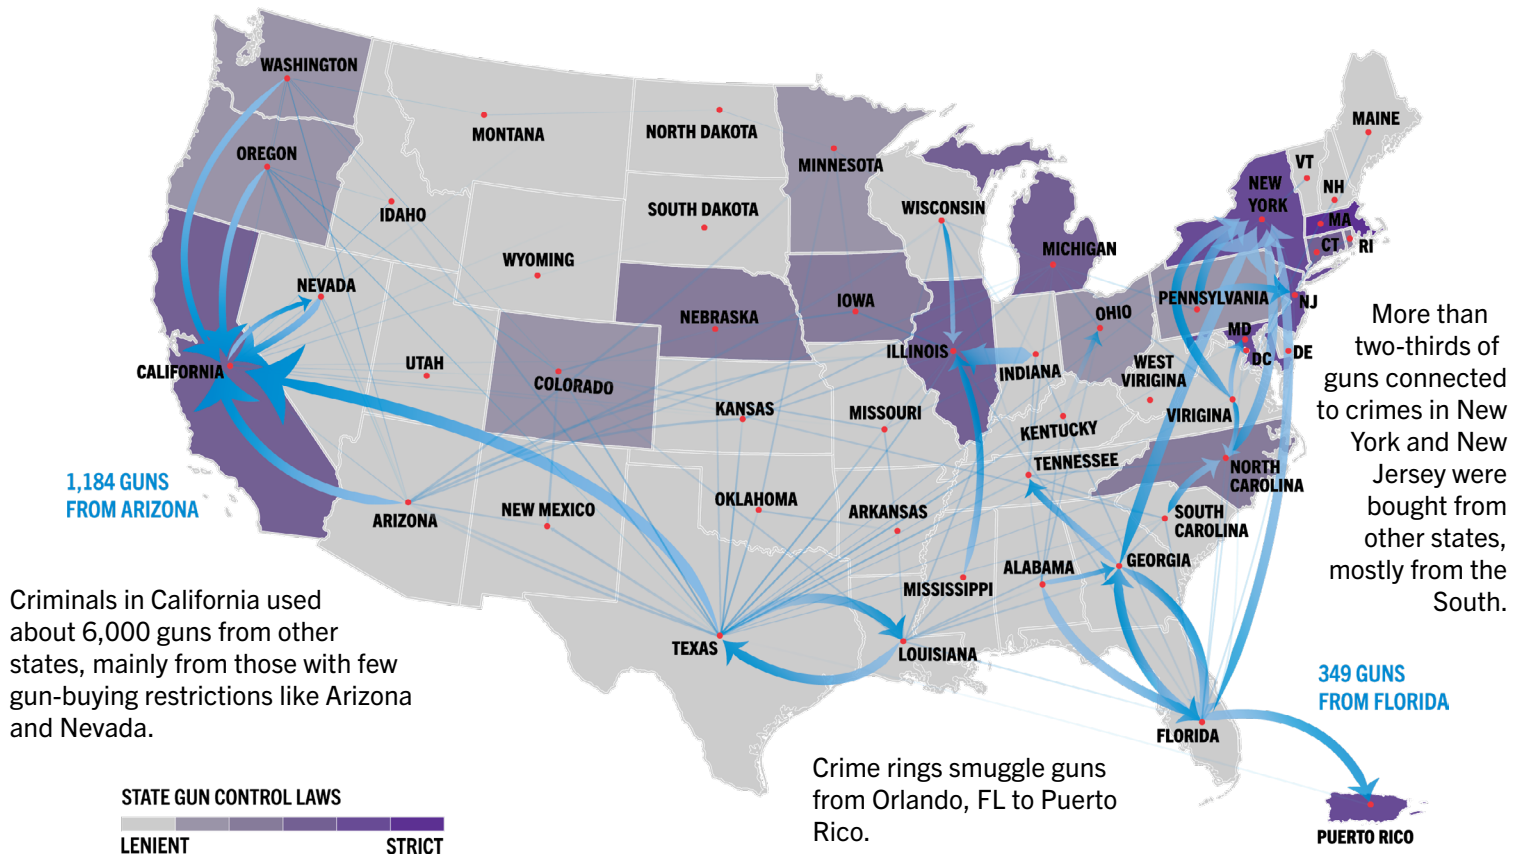 WASHINGTON
MONTANA
NORTH DAKOTA
MINNESOTA
MAINE
OREGON
IDAHO
SOUTH DAKOTA
WISCONSIN
MICHIGAN
NEW
YORK
VT
NH
MA
CT
RI
WYOMING
NEVADA
NEBRASKA
IOWA
ILLINOIS
INDIANA
OHIO
PENNSYLVANIA
NJ
MD
DC
DE
CALIFORNIA
UTAH
COLORADO
KANSAS
MISSOURI
KENTUCKY
WEST
VIRIGINA
VIRIGINA
More than
two-thirds of
guns connected
to crimes in New
York and New
Jersey were
bought from
other states,
mostly from the
South.
1,184 GUNS
FROM ARIZONA
ARIZONA
NEW MEXICO
OKLAHOMA
ARKANSAS
TENNESSEE
NORTH
CAROLINA
SOUTH
CAROLINA
MISSISSIPPI
ALABAMA
GEORGIA
TEXAS
LOUISIANA
FLORIDA
349 GUNS
FROM FLORIDA
PUERTO RICO
Criminals in California used
about 6,000 guns from other
states, mainly from those with few
gun-buying restrictions like Arizona
and Nevada.
Crime rings smuggle guns
from Orlando, FL to Puerto
Rico.
STATE GUN CONTROL LAWS
LENIENT STRICT